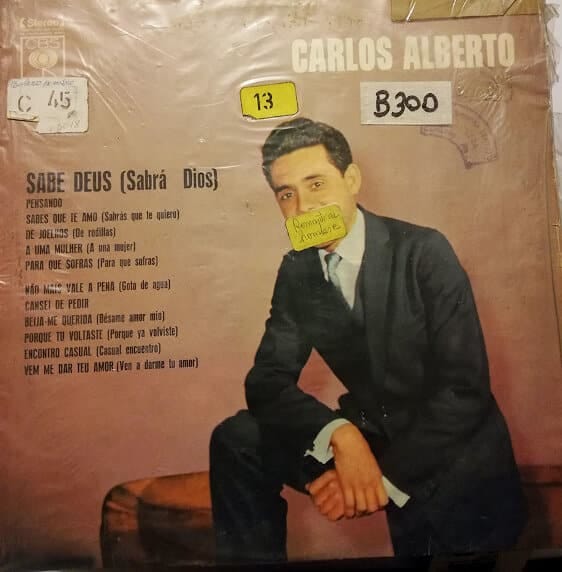 Stereo
CBS
CARLOS ALBERTO
C 45
13
B300
SABE DEUS (Sabrá Dios)
PENSANDO
SABES QUE TE AMO (Sabrás que te quiero)
DE JOELHOS (De rodillas)
A UMA MULHER (A una mujer)
PARA QUE SOFRAS (Para que sofras)
NÃO MAIS VALE A PENA (Gota de agua)
CANSEI DE PEDIR
BEIJA-ME QUERIDA (Bésame amor mio)
PORQUE TU VOLTASTE (Porque ya volviste)
ENCONTRO CASUAL (Casual encuentro)
VEM ME DAR TEU AMOR (Ven a darme tu amor)